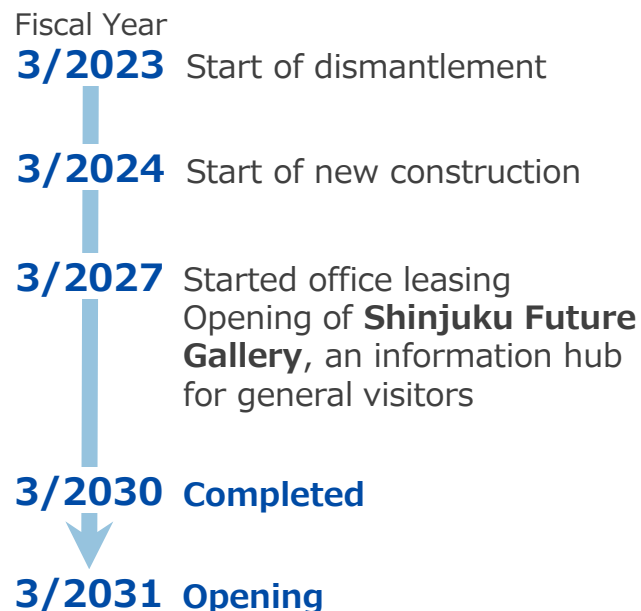 Fiscal Year
3/2023 Start of dismantlement
3/2024 Start of new construction
3/2027 Started office leasing
Opening of Shinjuku Future
Gallery, an information hub
for general visitors
3/2030 Completed
3/2031 Opening